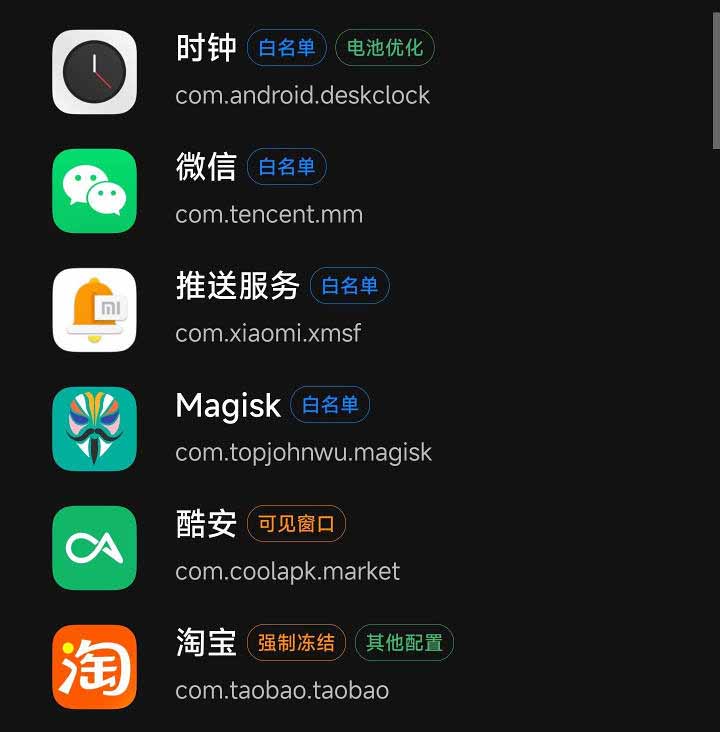 时钟 白名单 电池优化
com.android.deskclock
微信 白名单
com.tencent.mm
推送服务 白名单
com.xiaomi.xmsf
Magisk 白名单
com.topjohnwu.magisk
酷安 可见窗口
com.coolapk.market
淘宝 强制冻结 其他配置
com.taobao.taobao